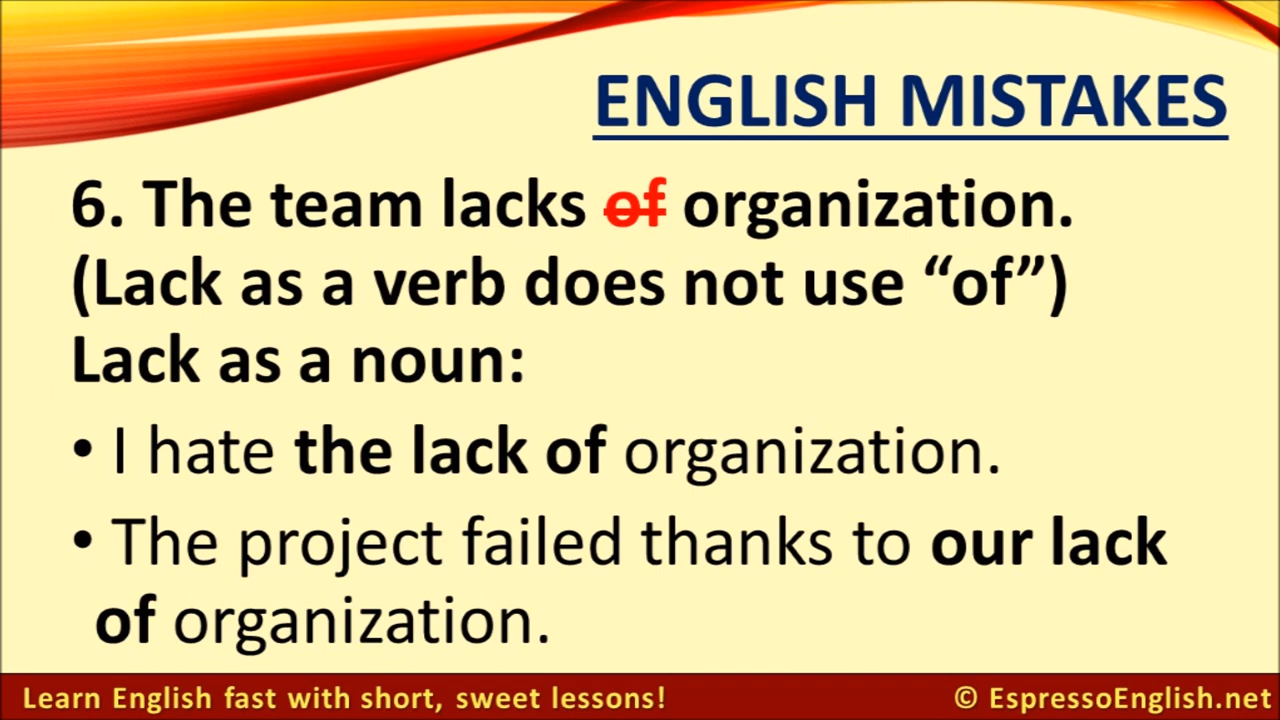 ENGLISH MISTAKES
6. The team lacks of organization.
(Lack as a verb does not use “of”)
Lack as a noun:
• I hate the lack of organization.
• The project failed thanks to our lack
of organization.
Learn English fast with short, sweet lessons!
© EspressoEnglish.net